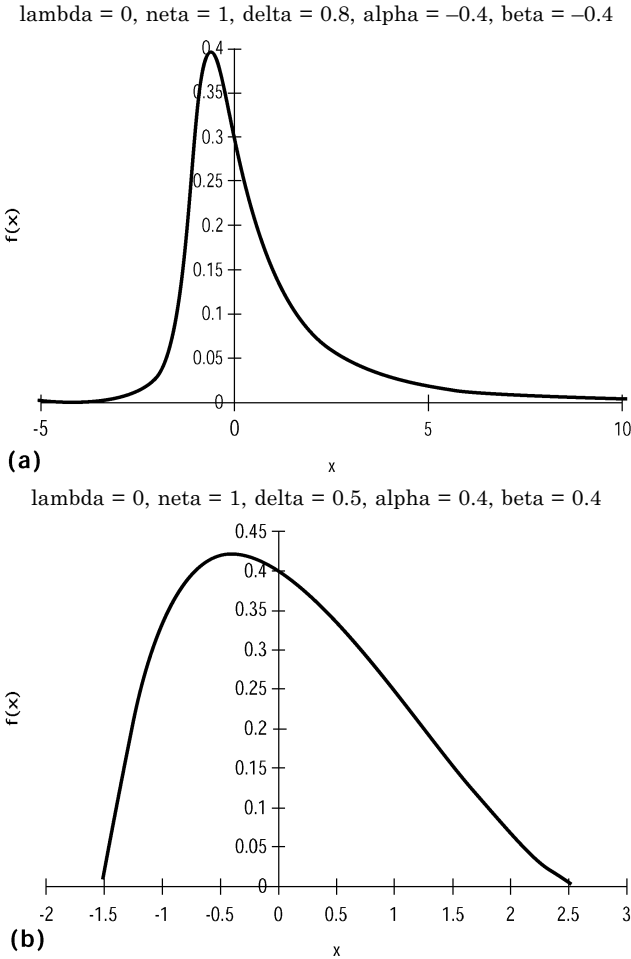 lambda = 0, neta = 1, delta = 0.8, alpha = –0.4, beta = –0.4
0.4
0.35
0.3
0.25
0.2
0.15
0.1
0.05
0
f(x)
-5 0 5 10
(a)
x
lambda = 0, neta = 1, delta = 0.5, alpha = 0.4, beta = 0.4
0.45
0.4
0.35
0.3
0.25
0.2
0.15
0.1
0.05
0
f(x)
-2 -1.5 -1 -0.5 0 0.5 1 1.5 2 2.5 3
(b)
x